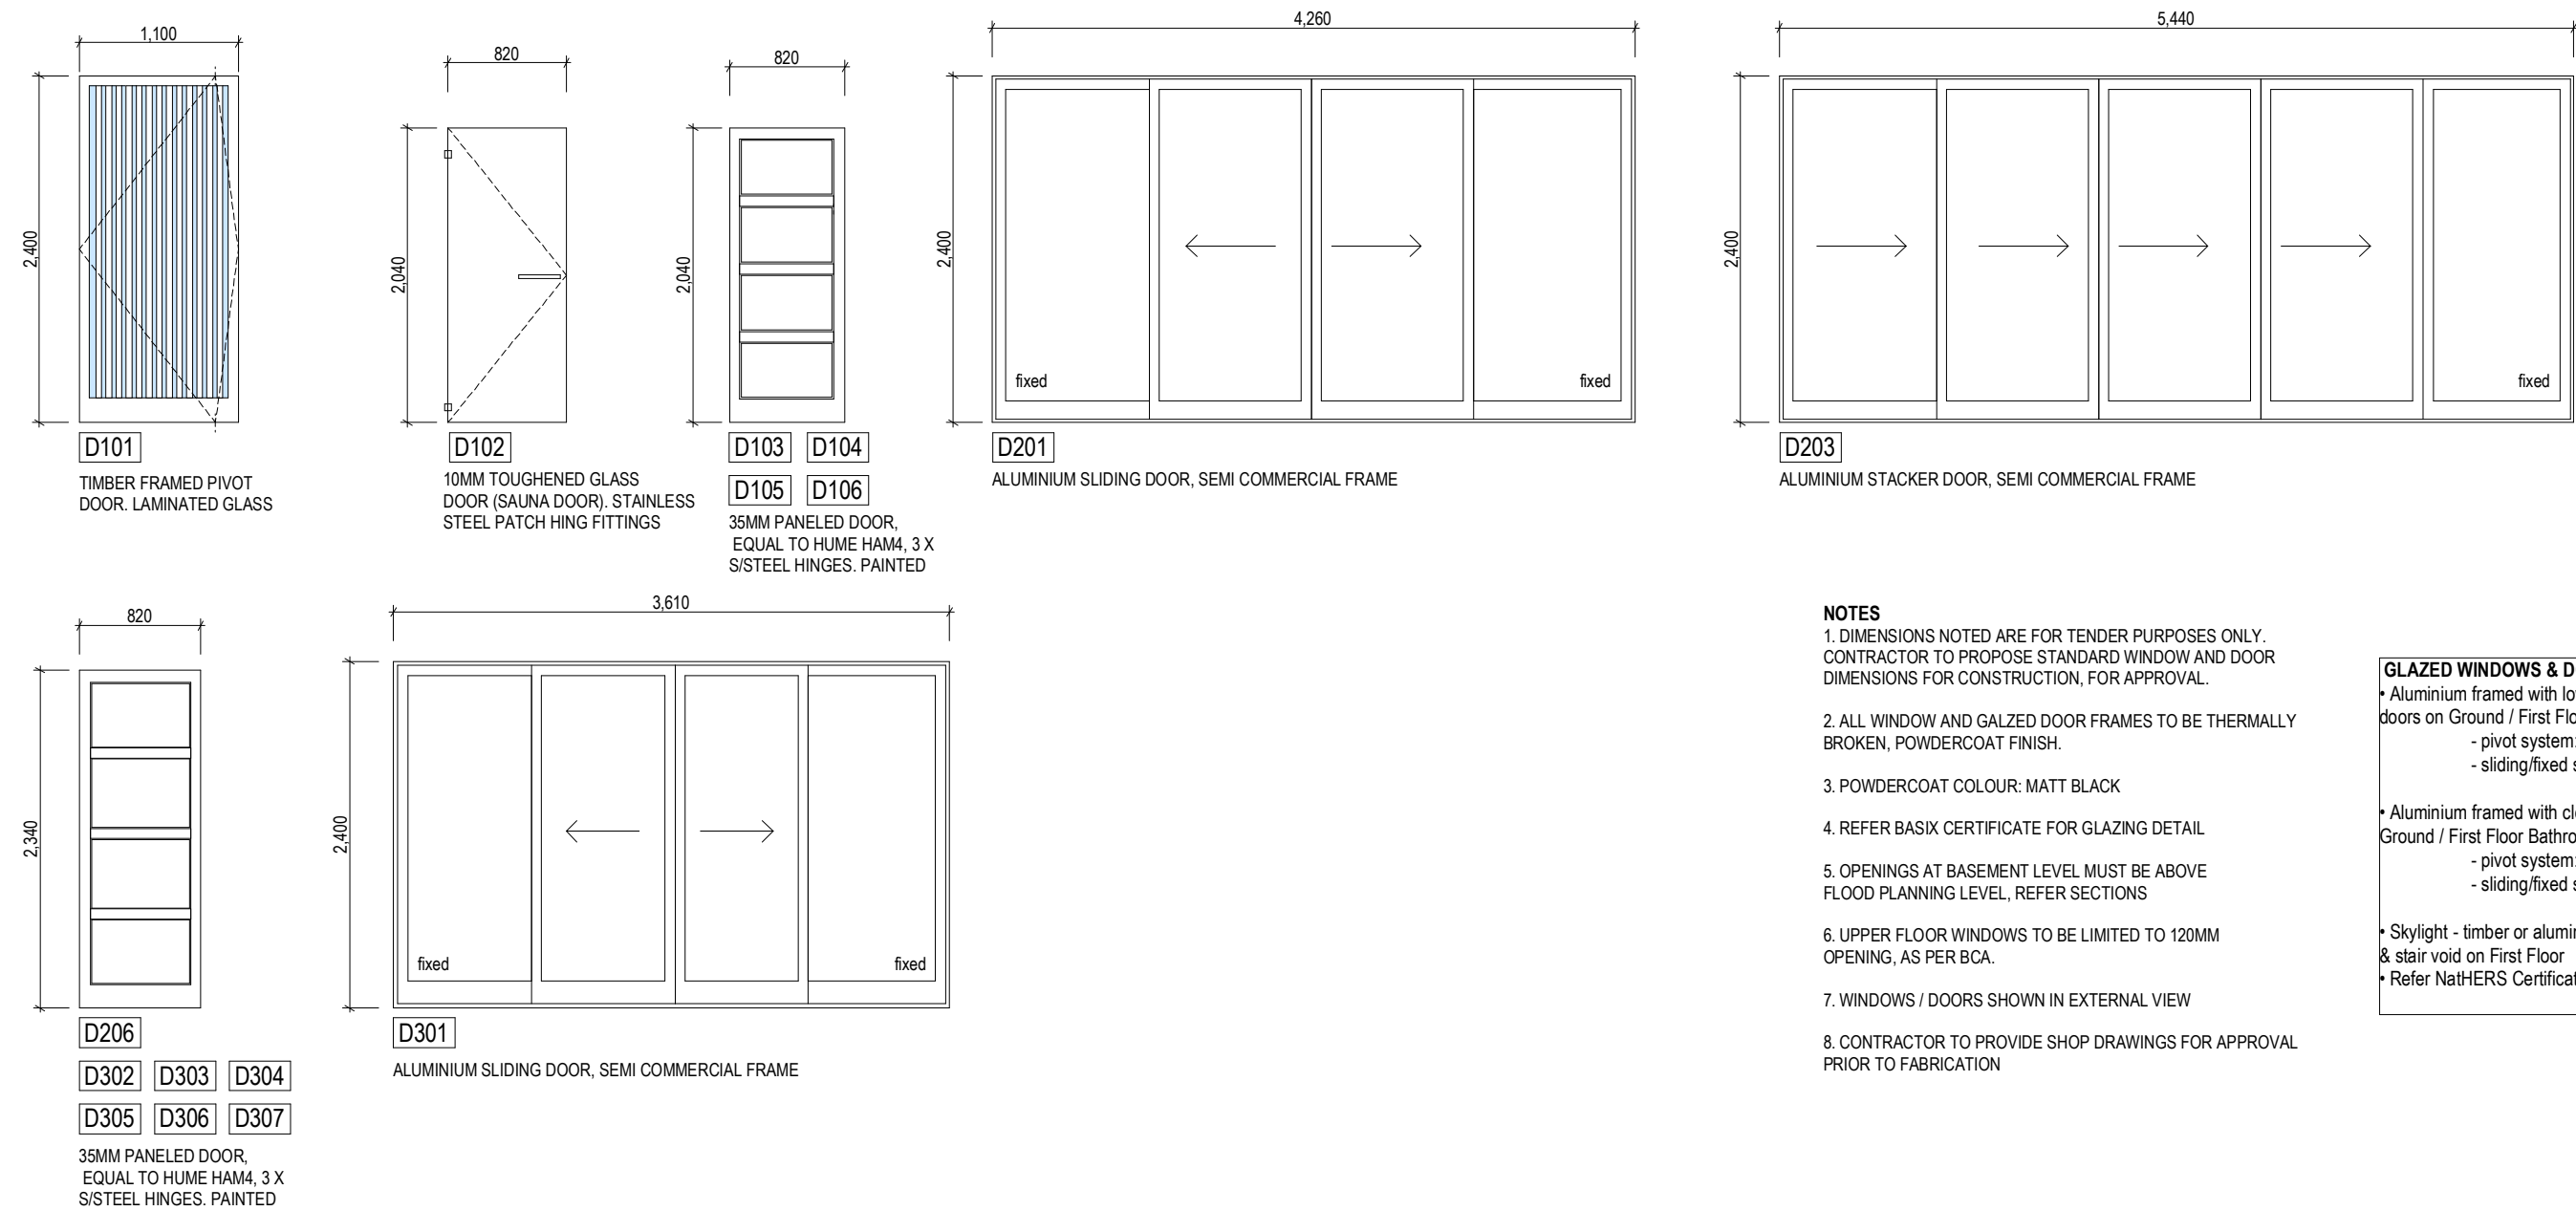 1,100
2,400
D101
TIMBER FRAMED PIVOT
DOOR. LAMINATED GLASS
820
2,040
D102
10MM TOUGHENED GLASS
DOOR (SAUNA DOOR). STAINLESS
STEEL PATCH HING FITTINGS
820
2,040
D103 D104
D105 D106
35MM PANELED DOOR,
EQUAL TO HUME HAM4, 3 X
S/STEEL HINGES. PAINTED
4,260
2,400
fixed
fixed
D201
ALUMINIUM SLIDING DOOR, SEMI COMMERCIAL FRAME
5,440
2,400
fixed
D203
ALUMINIUM STACKER DOOR, SEMI COMMERCIAL FRAME
820
2,340
D206
D302 D303 D304
D305 D306 D307
35MM PANELED DOOR,
EQUAL TO HUME HAM4, 3 X
S/STEEL HINGES. PAINTED
3,610
2,400
fixed
fixed
D301
ALUMINIUM SLIDING DOOR, SEMI COMMERCIAL FRAME
NOTES
1. DIMENSIONS NOTED ARE FOR TENDER PURPOSES ONLY.
CONTRACTOR TO PROPOSE STANDARD WINDOW AND DOOR
DIMENSIONS FOR CONSTRUCTION, FOR APPROVAL.
2. ALL WINDOW AND GALZED DOOR FRAMES TO BE THERMALLY
BROKEN, POWDERCOAT FINISH.
3. POWDERCOAT COLOUR: MATT BLACK
4. REFER BASIX CERTIFICATE FOR GLAZING DETAIL
5. OPENINGS AT BASEMENT LEVEL MUST BE ABOVE
FLOOD PLANNING LEVEL, REFER SECTIONS
6. UPPER FLOOR WINDOWS TO BE LIMITED TO 120MM
OPENING, AS PER BCA.
7. WINDOWS / DOORS SHOWN IN EXTERNAL VIEW
8. CONTRACTOR TO PROVIDE SHOP DRAWINGS FOR APPROVAL
PRIOR TO FABRICATION
GLAZED WINDOWS & D
• Aluminium framed with lo
doors on Ground / First Flo
- pivot system:
- sliding/fixed s
• Aluminium framed with cle
Ground / First Floor Bathro
- pivot system:
- sliding/fixed s
• Skylight - timber or alumin
& stair void on First Floor
• Refer NatHERS Certificat